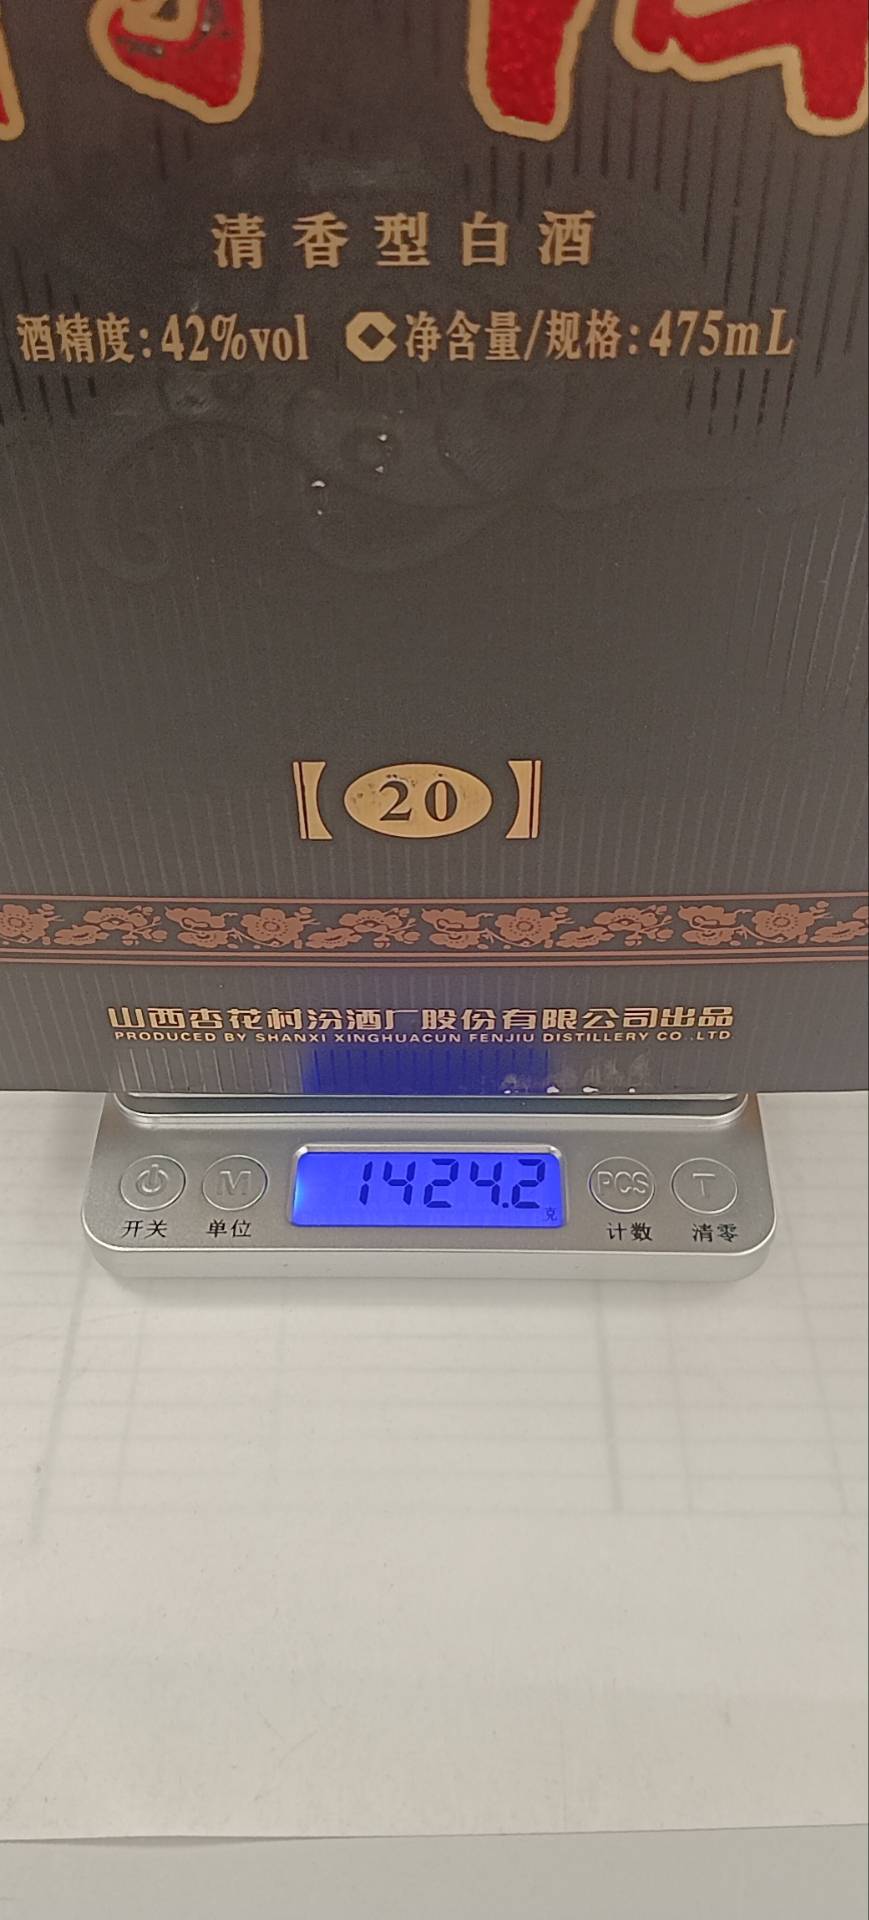 清香型白酒
酒精度:42%vol 净含量/规格:475mL
20
山西杏花村汾酒厂股份有限公司出品
PRODUCED BY SHANXI XINGHUACUN FENJIU DISTILLERY CO.,LTD.
M 1424.2 克 PCS T
开关 单位 计数 清零